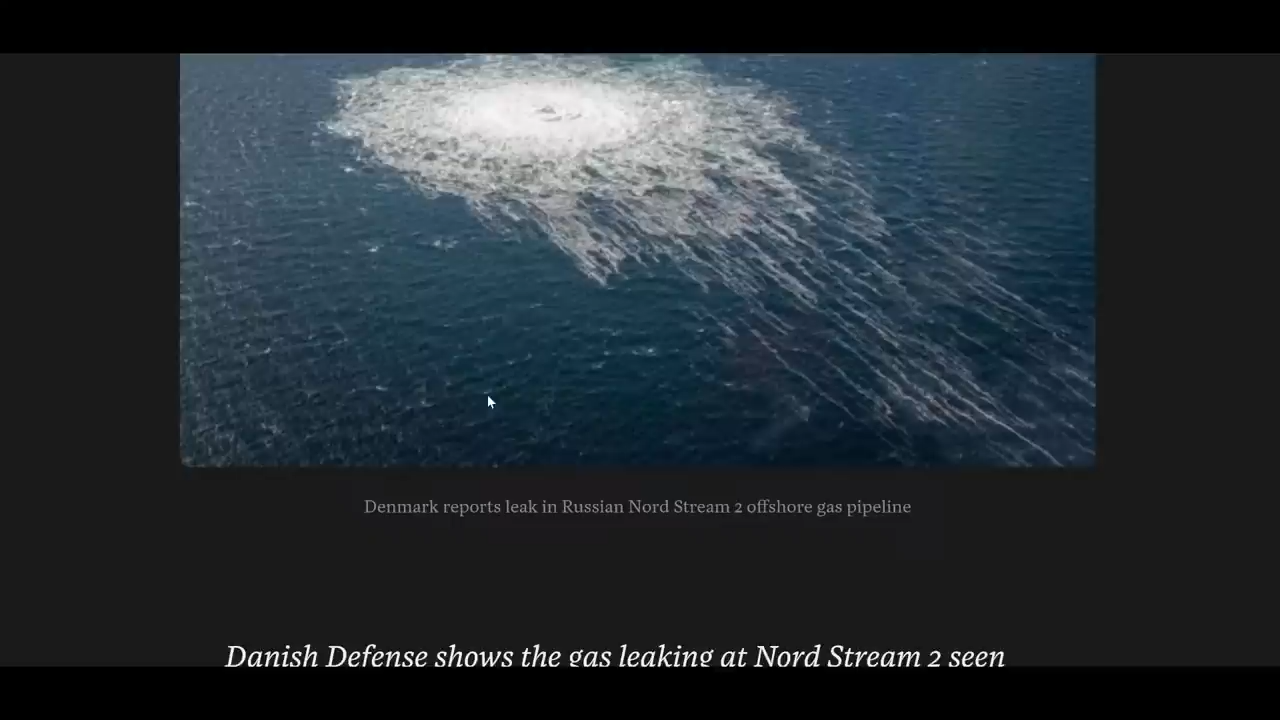 Denmark reports leak in Russian Nord Stream 2 offshore gas pipeline
Danish Defense shows the gas leaking at Nord Stream 2 seen